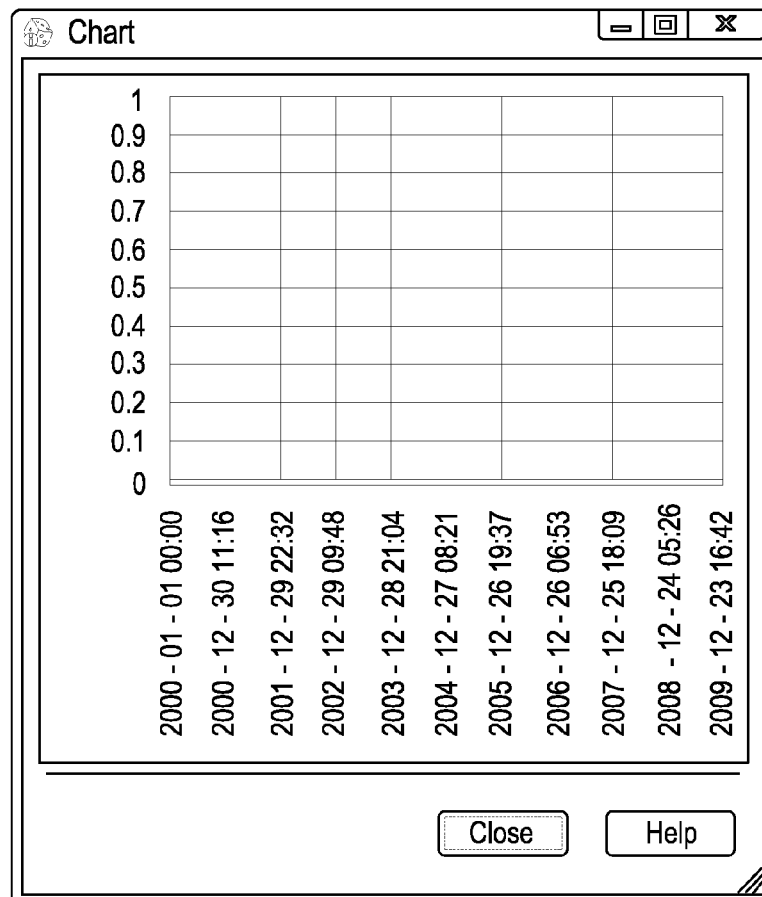 Chart
1
0.9
0.8
0.7
0.6
0.5
0.4
0.3
0.2
0.1
0
2000 - 01 - 01 00:00
2000 - 12 - 30 11:16
2001 - 12 - 29 22:32
2002 - 12 - 29 09:48
2003 - 12 - 28 21:04
2004 - 12 - 27 08:21
2005 - 12 - 26 19:37
2006 - 12 - 26 06:53
2007 - 12 - 25 18:09
2008 - 12 - 24 05:26
2009 - 12 - 23 16:42
Close
Help